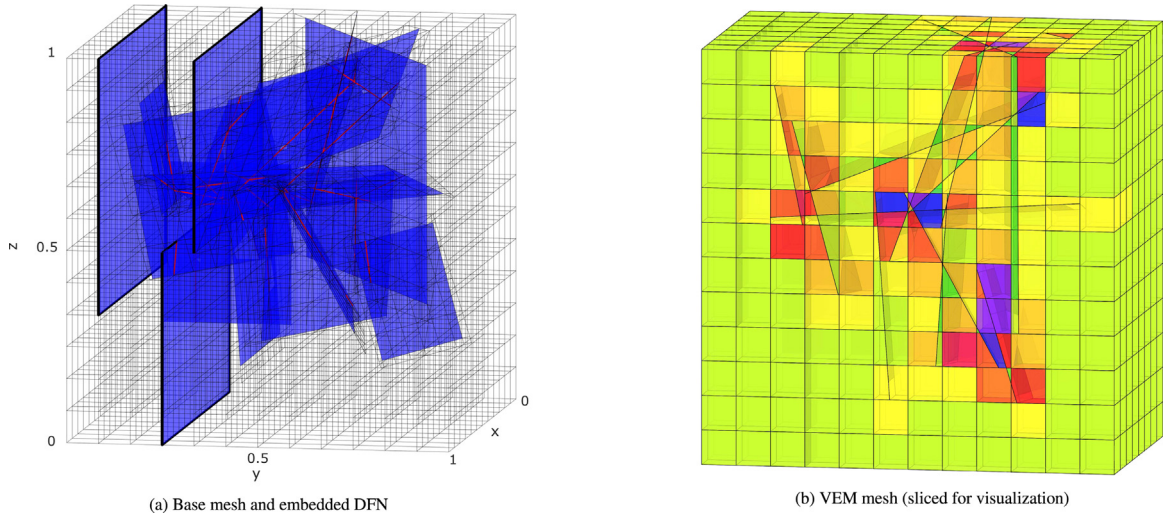 1
z
0.5
0
0.5
y
1
x
0
(a) Base mesh and embedded DFN
(b) VEM mesh (sliced for visualization)